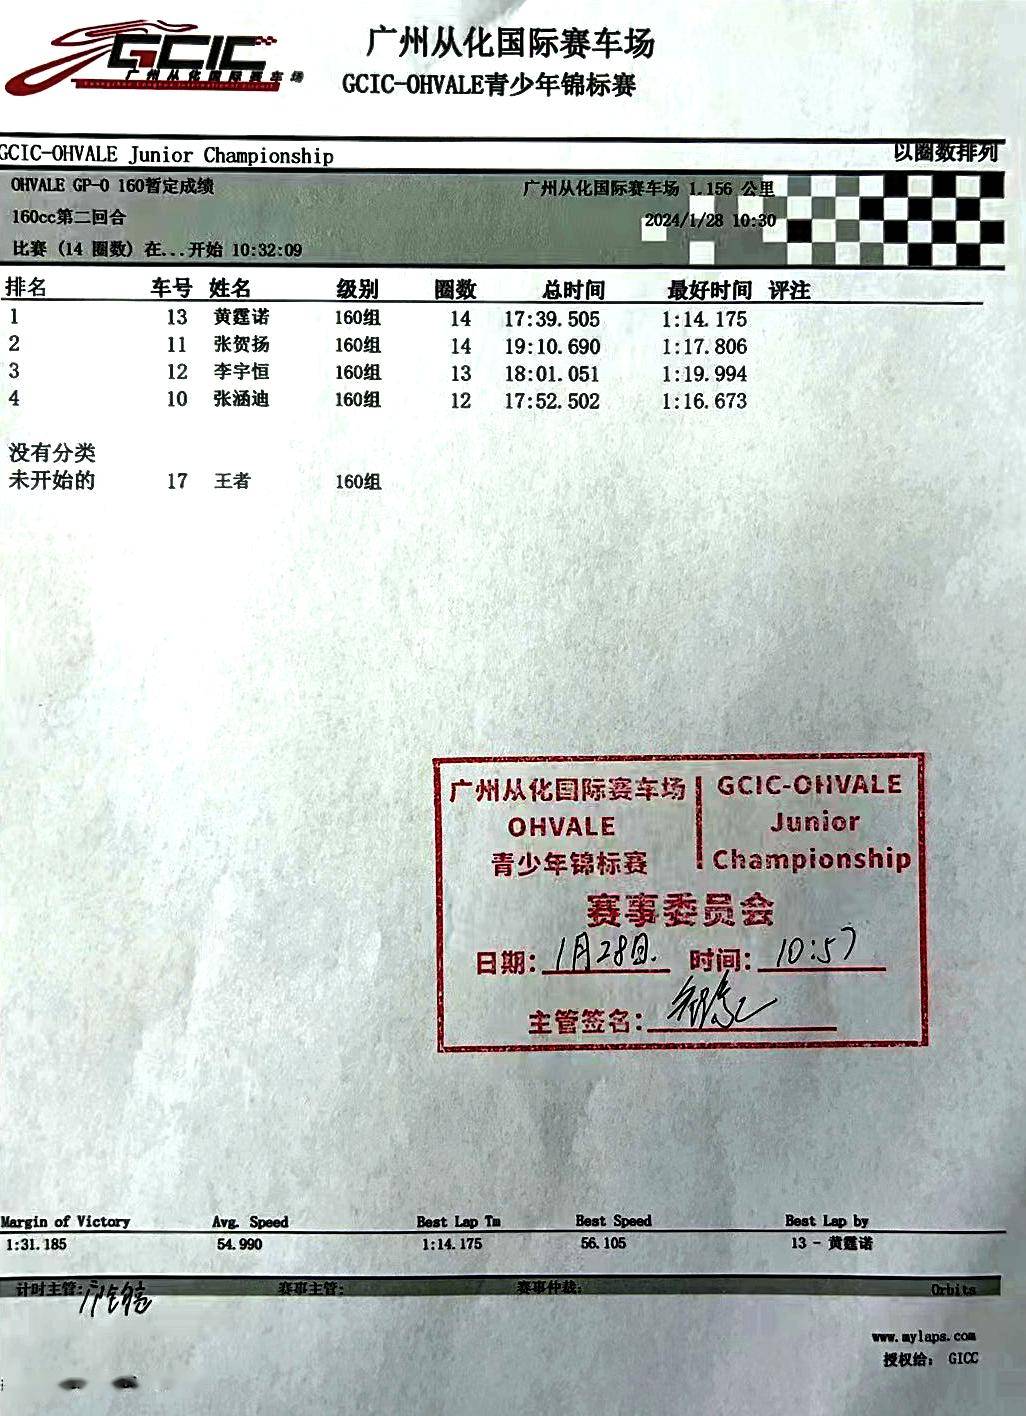 GCIC
广州从化国际赛车场
广州从化国际赛车场
GCIC-OHVALE青少年锦标赛
GCIC-OHVALE Junior Championship 以圈数排列
OHVALE GP-0 160暂定成绩 广州从化国际赛车场 1.156 公里
160cc第二回合 2024/1/28 10:30
比赛 (14 圈数) 在...开始 10:32:09
排名 车号 姓名 级别 圈数 总时间 最好时间 评注
1 13 黄霆诺 160组 14 17:39.505 1:14.175
2 11 张贺扬 160组 14 19:10.690 1:17.806
3 12 李宇恒 160组 13 18:01.051 1:19.994
4 10 张涵迪 160组 12 17:52.502 1:16.673
没有分类
未开始的 17 王者 160组
广州从化国际赛车场 GCIC-OHVALE
OHVALE Junior
青少年锦标赛 Championship
赛事委员会
日期: 1月28日. 时间: 10:57
主管签名:
Margin of Victory Avg. Speed Best Lap Tm Best Speed Best Lap by
1:31.185 54.990 1:14.175 56.105 13 - 黄霆诺
计时主管: 赛事主管: 赛事仲裁: Orbits
www.mylaps.com
授权给: GICC